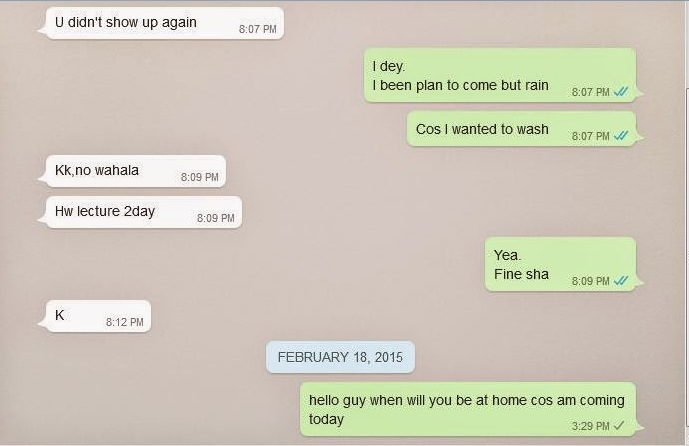 U didn't show up again
8:07 PM
I dey.
I been plan to come but rain
8:07 PM
Cos I wanted to wash
8:07 PM
Kk,no wahala
8:09 PM
Hw lecture 2day
8:09 PM
Yea.
Fine sha
8:09 PM
K
8:12 PM
FEBRUARY 18, 2015
hello guy when will you be at home cos am coming
today
3:29 PM